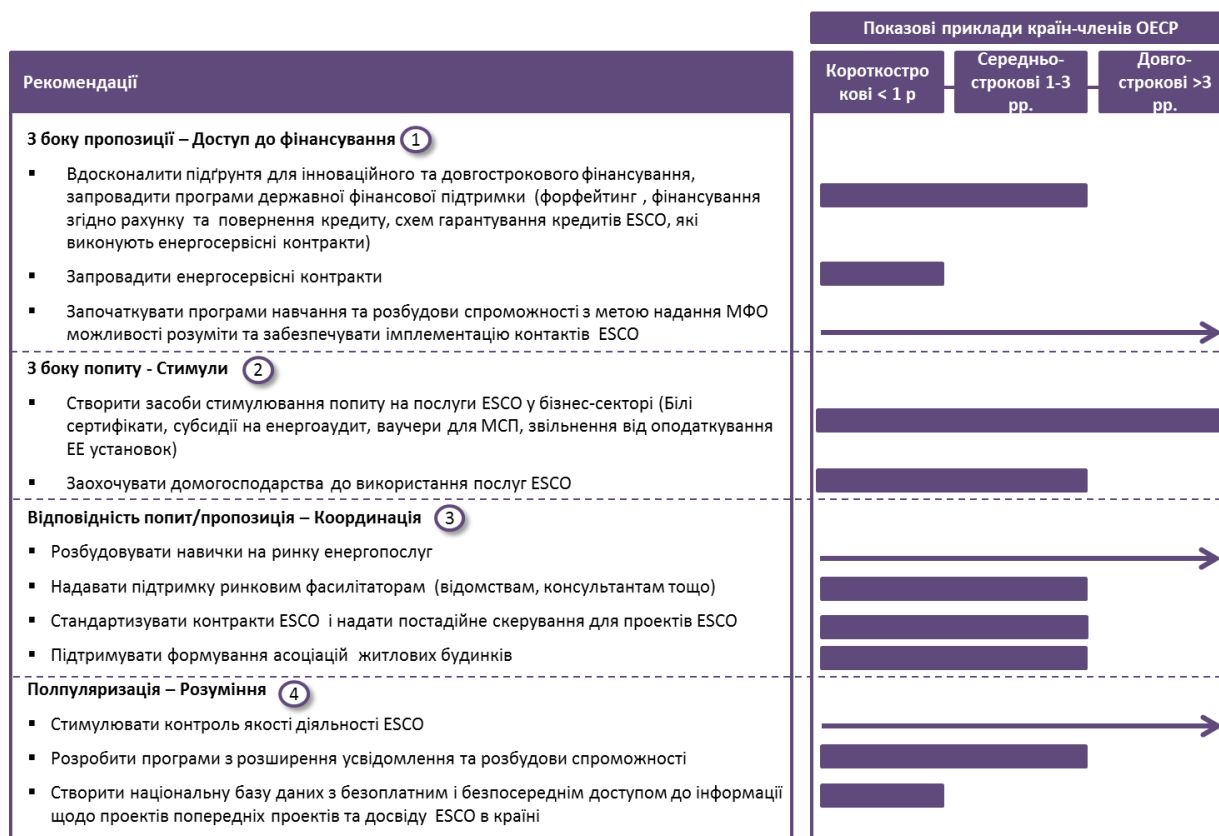 Показові приклади країн-членів ОЕСР
Рекомендації
Короткостро
кові < 1 р
Середньо-
строкові 1-3
рр.
Довго-
строкові >3
рр.
З боку пропозиції – Доступ до фінансування 1
▪ Вдосконалити підґрунтя для інноваційного та довгострокового фінансування,
запровадити програми державної фінансової підтримки (форфейтинг , фінансування
згідно рахунку та повернення кредиту, схем гарантування кредитів ESCO, які
виконують енергосервісні контракти)
▪ Запровадити енергосервісні контракти
▪ Започаткувати програми навчання та розбудови спроможності з метою надання МФО
можливості розуміти та забезпечувати імплементацію контактів ESCO
З боку попиту - Стимули 2
▪ Створити засоби стимулювання попиту на послуги ESCO у бізнес-секторі (Білі
сертифікати, субсидії на енергоаудит, ваучери для МСП, звільнення від оподаткування
ЕЕ установок)
▪ Заохочувати домогосподарства до використання послуг ESCO
Відповідність попит/пропозиція – Координація 3
▪ Розбудовувати навички на ринку енергопослуг
▪ Надавати підтримку ринковим фасилітаторам (відомствам, консультантам тощо)
▪ Стандартизувати контракти ESCO і надати постадійне скерування для проектів ESCO
▪ Підтримувати формування асоціацій житлових будинків
Полпуляризація – Розуміння 4
▪ Стимулювати контроль якості діяльності ESCO
▪ Розробити програми з розширення усвідомлення та розбудови спроможності
▪ Створити національну базу даних з безоплатним і безпосереднім доступом до інформації
щодо проектів попередніх проектів та досвіду ESCO в країні